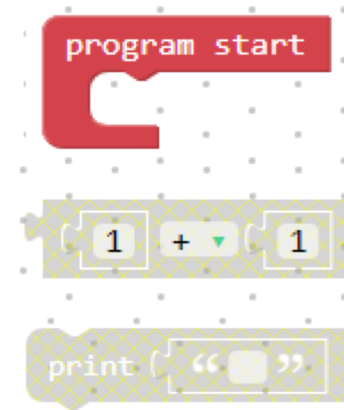 program start
1 + 1
print “ ”